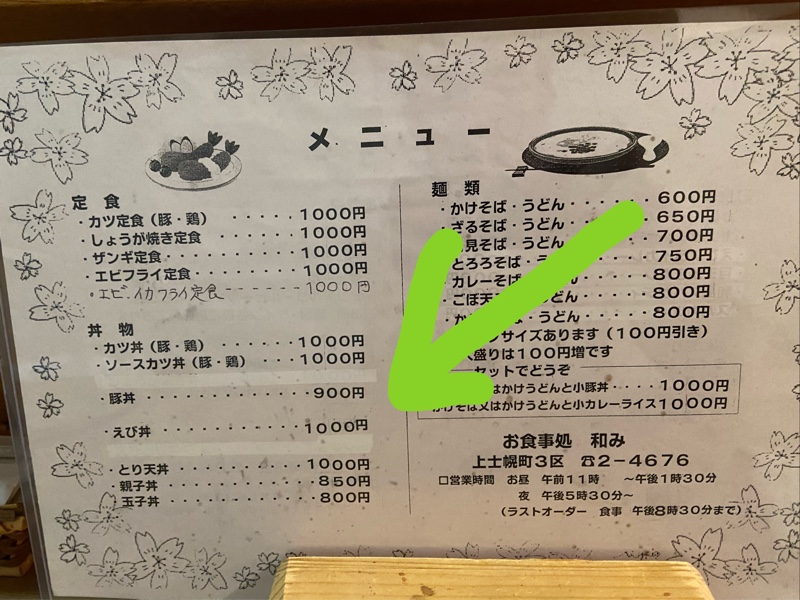 メニュー
定食
・カツ定食（豚・鶏）・・・・・1000円
・しょうが焼き定食・・・・・・1000円
・ザンギ定食・・・・・・・・・1000円
・エビフライ定食・・・・・・・1000円
・エビ.イカフライ定食-------1000円
丼物
・カツ丼（豚・鶏）・・・・・・1000円
・ソースカツ丼（豚・鶏）・・・1000円
・豚丼・・・・・・・・・・・・900円
・えび丼・・・・・・・・・・・1000円
・とり天丼・・・・・・・・・・1000円
・親子丼・・・・・・・・・・・850円
・玉子丼・・・・・・・・・・・800円
麺類
・かけそば・うどん・・・・・・600円
・ざるそば・うどん・・・・・650円
見そば・うどん 700円
とろろそば・ 750円
カレーそば 800円
・ごぼ天 どん・・・800円
・か うどん・・・800円
サイズあります（100円引き）
盛りは100円増です
セットでどうぞ
はかけうどんと小豚丼・・・・1000円
かけそば又はかけうどんと小カレーライス1000円
お食事処 和み
上士幌町3区 ☎2－4676
□営業時間 お昼 午前11時 ～午後1時30分
夜 午後5時30分～
（ラストオーダー 食事 午後8時30分まで）